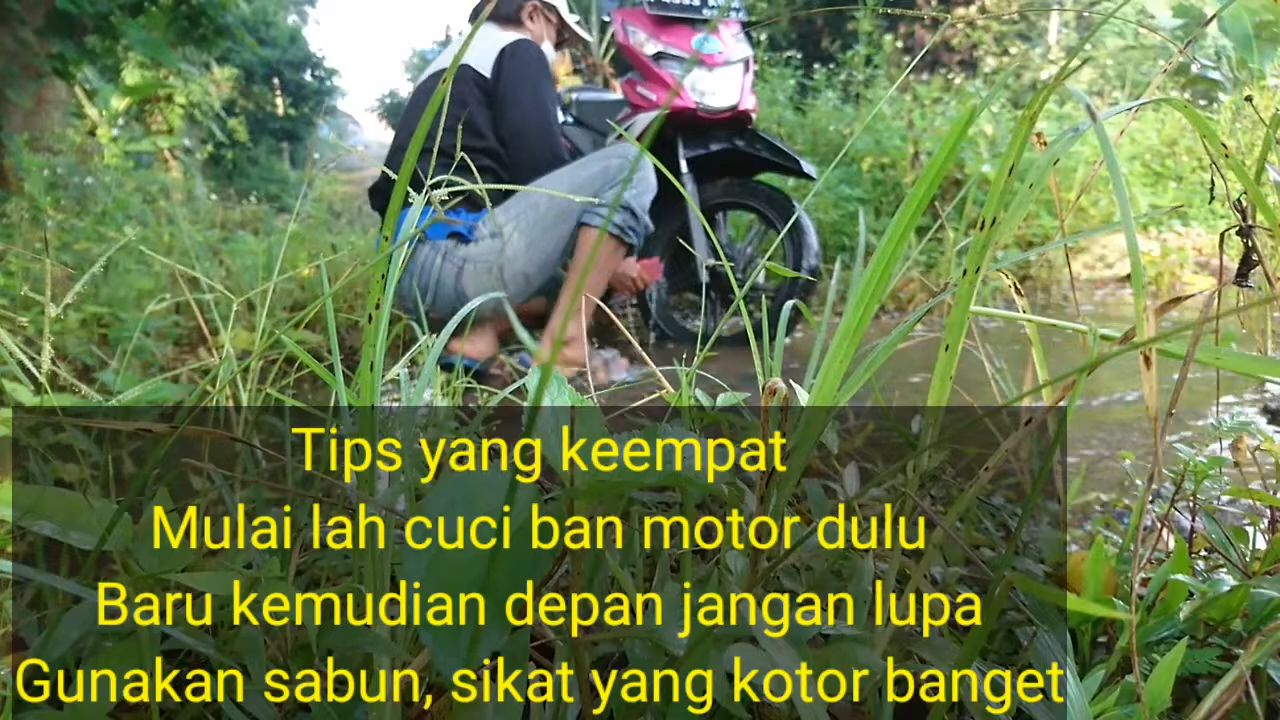 Tips yang keempat
Mulai lah cuci ban motor dulu
Baru kemudian depan jangan lupa
Gunakan sabun, sikat yang kotor banget